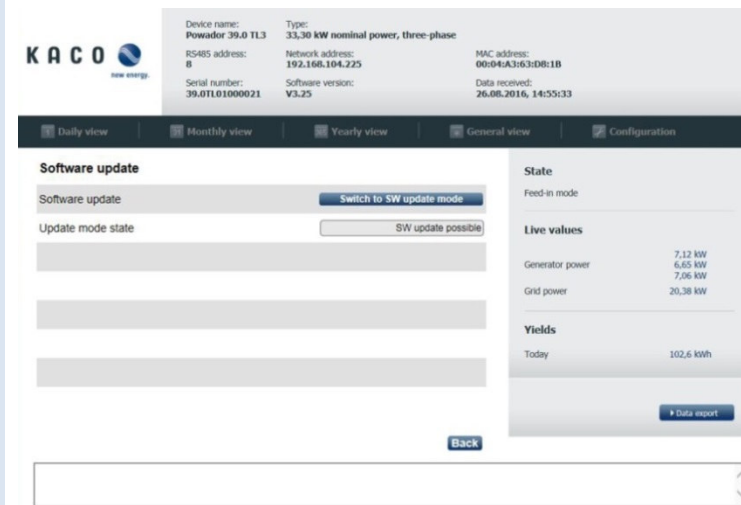 KACO
new energy.
Device name:
Powador 39.0 TL3
Type:
33,30 kW nominal power, three-phase
RS485 address:
8
Network address:
192.168.104.225
MAC address:
00:04:A3:63:D8:1B
Serial number:
39.0TL01000021
Software version:
V3.25
Data received:
26.08.2016, 14:55:33
Daily view
Monthly view
Yearly view
General view
Configuration
Software update
Software update
Switch to SW update mode
Update mode state
SW update possible
Back
State
Feed-in mode
Live values
Generator power
7,12 kW
6,65 kW
7,06 kW
Grid power
20,38 kW
Yields
Today
102,6 kWh
Data export